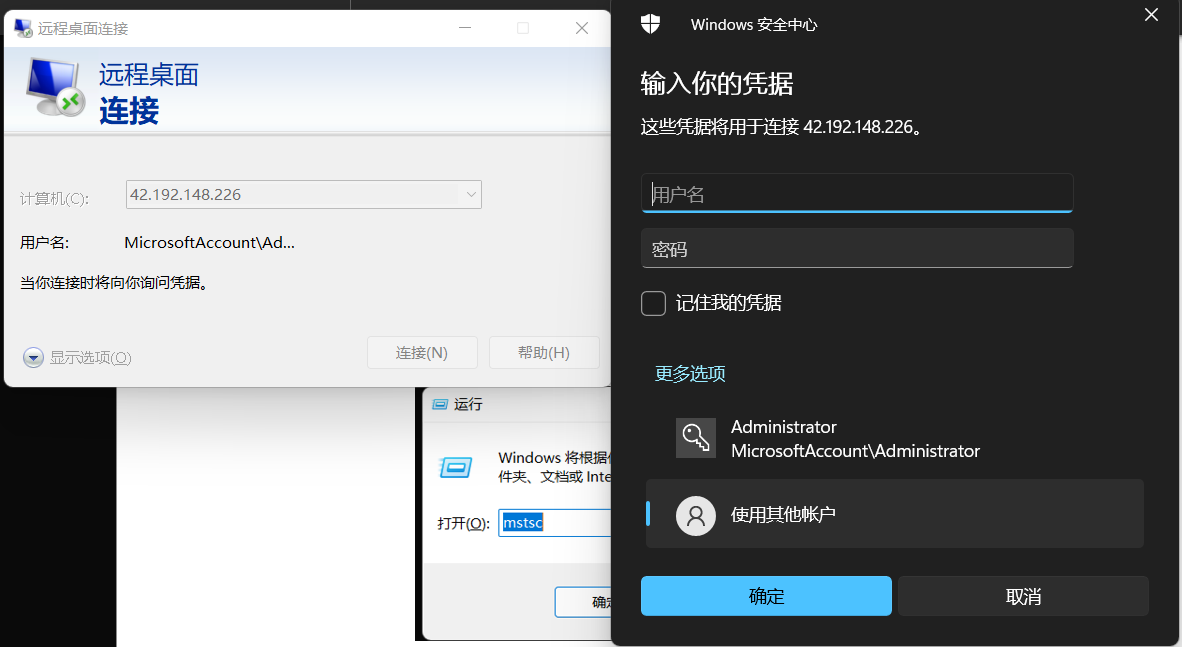 远程桌面连接
远程桌面
连接
计算机(C):
42.192.148.226
用户名:
MicrosoftAccount\Ad...
当你连接时将向你询问凭据。
显示选项(O)
连接(N)
帮助(H)
运行
Windows 将根据
件夹、文档或 Inte
打开(O):
mstsc
确
Windows 安全中心
输入你的凭据
这些凭据将用于连接 42.192.148.226。
用户名
密码
记住我的凭据
更多选项
Administrator
MicrosoftAccount\Administrator
使用其他帐户
确定
取消